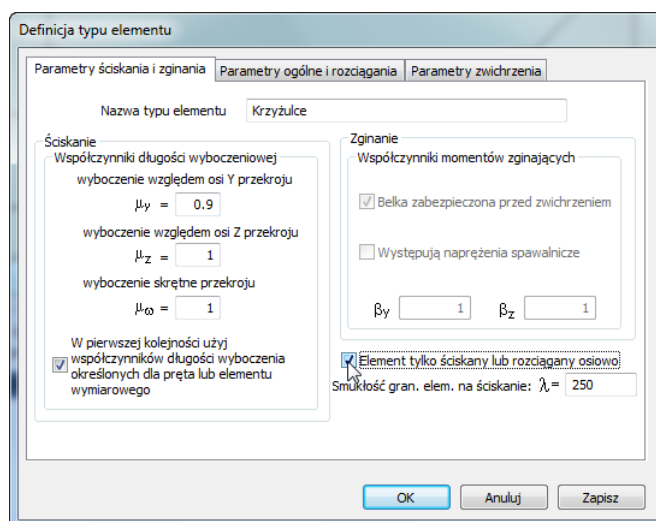 Definicja typu elementu
Parametry ściskania i zginania
Parametry ogólne i rozciągania
Parametry zwichrzenia
Nazwa typu elementu
Krzyżulce
Ściskanie
Współczynniki długości wyboczeniowej
wyboczenie względem osi Y przekroju
μy = 0.9
wyboczenie względem osi Z przekroju
μz = 1
wyboczenie skrętne przekroju
μω = 1
W pierwszej kolejności użyj
współczynników długości wyboczenia
określonych dla pręta lub elementu
wymiarowego
Zginanie
Współczynniki momentów zginających
Belka zabezpieczona przed zwichrzeniem
Występują naprężenia spawalnicze
βy 1 βz 1
Element tylko ściskany lub rozciągany osiowo
Smukłość gran. elem. na ściskanie: λ= 250
OK
Anuluj
Zapisz